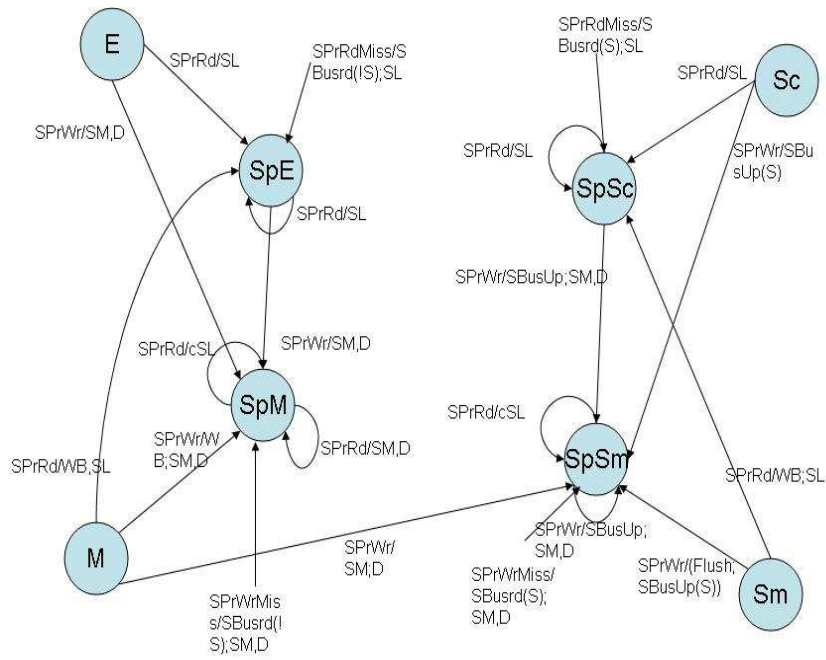 E
SPrRd/SL
SPrRdMiss/S
Busrd(!S);SL
SPrRdMiss/S
Busrd(S);SL
SPrRd/SL
Sc
SPrWr/SM,D
SpE
SPrRd/SL
SPrRd/SL
SpSc
SPrWr/SBu
sUp(S)
SPrWr/SBusUp;SM,D
SPrRd/cSL
SPrWr/SM,D
SpM
SPrRd/cSL
SPrWr/W
B;SM,D
SPrRd/SM,D
SPrRd/WB,SL
SpSm
SPrRd/WB;SL
M
SPrWr/
SM;D
SPrWr/SBusUp;
SM,D
SPrWrMiss/
SBusrd(S);
SM,D
SPrWr/(Flush;
SBusUp(S))
Sm
SPrWrMis
s/SBusrd(!
S);SM,D